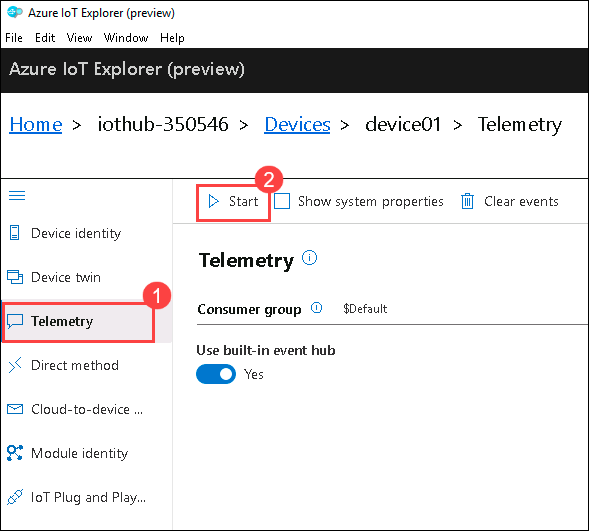 Azure IoT Explorer (preview)
File Edit View Window Help
Azure IoT Explorer (preview)
Home > iothub-350546 > Devices > device01 > Telemetry
2
Start Show system properties Clear events
Device identity
Telemetry
Device twin
1
Consumer group $Default
Telemetry
Use built-in event hub
Direct method
Yes
Cloud-to-device ...
Module identity
IoT Plug and Play...